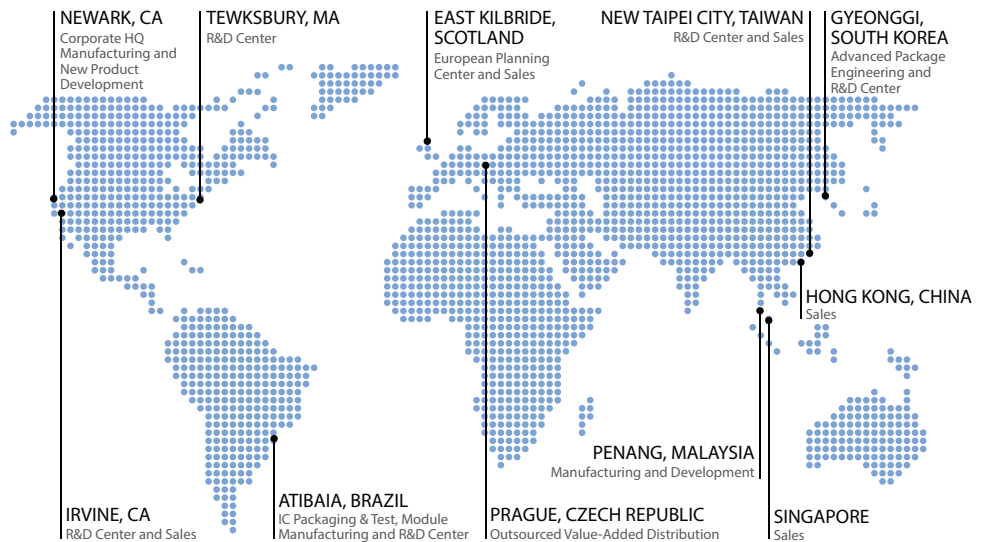 NEWARK, CA
Corporate HQ
Manufacturing and
New Product
Development
TEWKSBURY, MA
R&D Center
EAST KILBRIDE,
SCOTLAND
European Planning
Center and Sales
NEW TAIPEI CITY, TAIWAN
R&D Center and Sales
GYEONGGI,
SOUTH KOREA
Advanced Package
Engineering and
R&D Center
HONG KONG, CHINA
Sales
PENANG, MALAYSIA
Manufacturing and Development
IRVINE, CA
R&D Center and Sales
ATIBAIA, BRAZIL
IC Packaging & Test, Module
Manufacturing and R&D Center
PRAGUE, CZECH REPUBLIC
Outsourced Value-Added Distribution
SINGAPORE
Sales